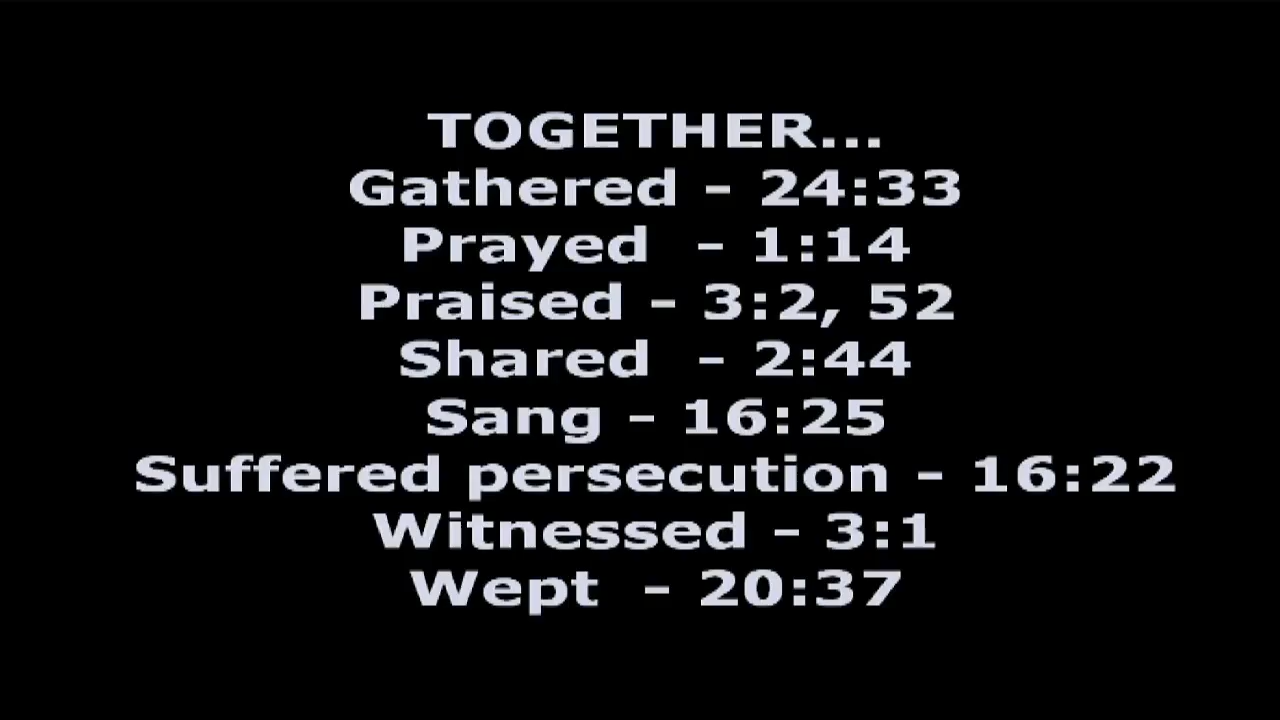 TOGETHER...
Gathered - 24:33
Prayed - 1:14
Praised - 3:2, 52
Shared - 2:44
Sang - 16:25
Suffered persecution - 16:22
Witnessed - 3:1
Wept - 20:37